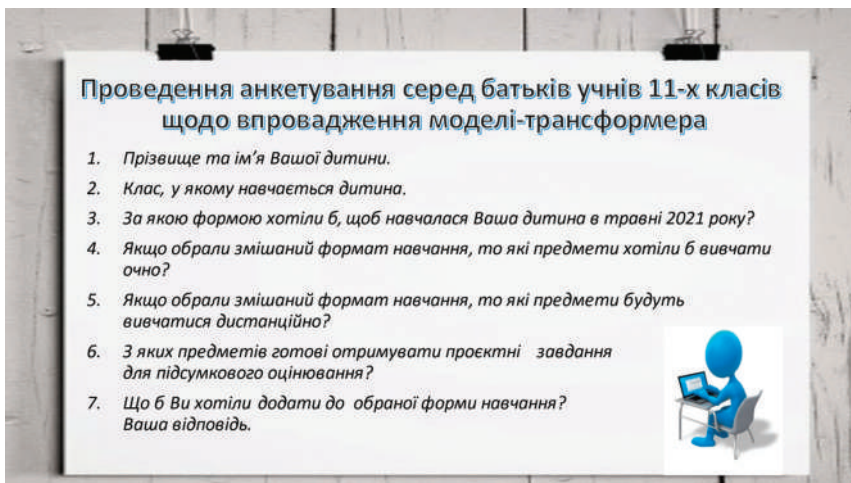 Проведення анкетування серед батьків учнів 11-х класів
щодо впровадження моделі-трансформера
1. Прізвище та ім’я Вашої дитини.
2. Клас, у якому навчається дитина.
3. За якою формою хотіли б, щоб навчалася Ваша дитина в травні 2021 року?
4. Якщо обрали змішаний формат навчання, то які предмети хотіли б вивчати
очно?
5. Якщо обрали змішаний формат навчання, то які предмети будуть
вивчатися дистанційно?
6. З яких предметів готові отримувати проєктні завдання
для підсумкового оцінювання?
7. Що б Ви хотіли додати до обраної форми навчання?
Ваша відповідь.